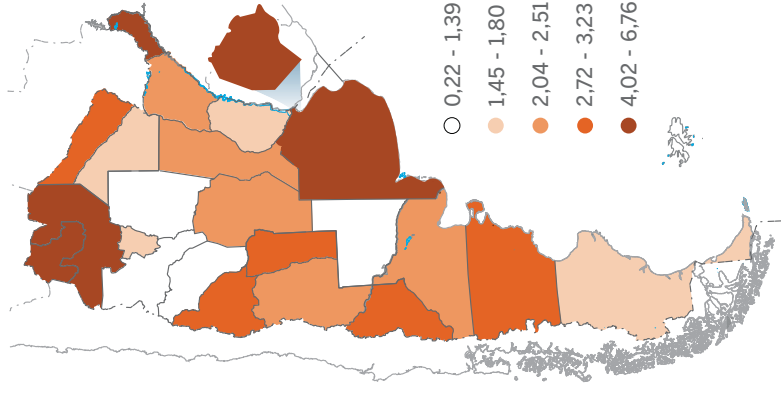 0,22 - 1,39
1,45 - 1,80
2,04 - 2,51
2,72 - 3,23
4,02 - 6,76